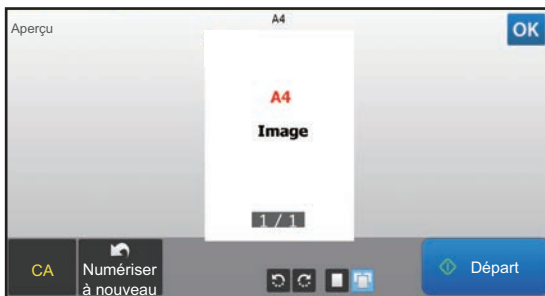 Aperçu
A4
OK
A4
Image
1 / 1
CA
Numériser
à nouveau
Départ